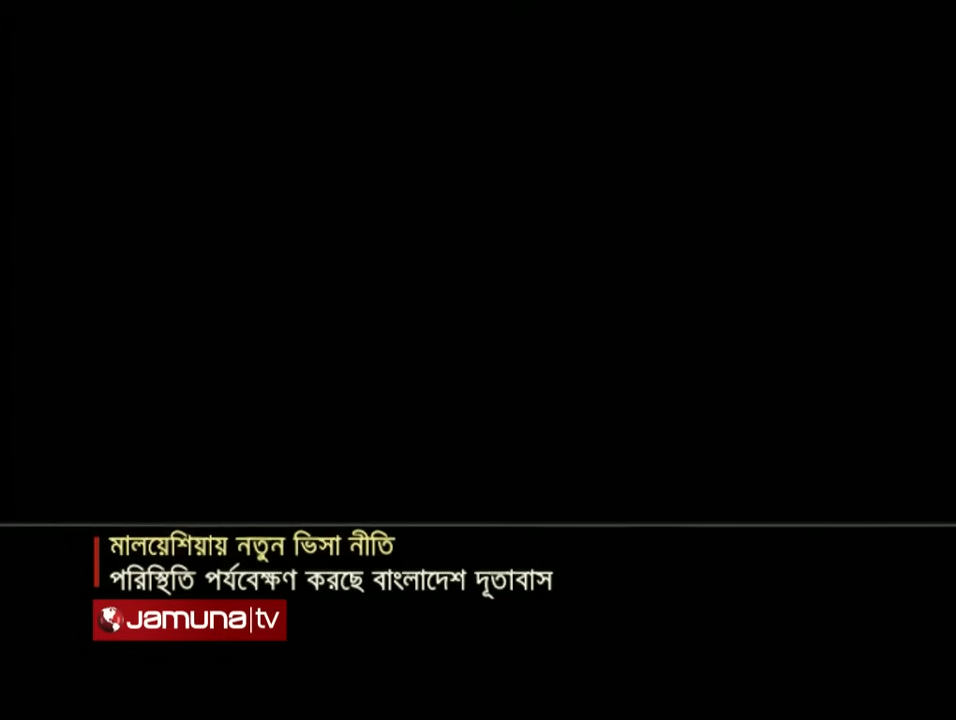 মালয়েশিয়ায় নতুন ভিসা নীতি
পরিস্থিতি পর্যবেক্ষণ করছে বাংলাদেশ দূতাবাস
Jamuna|tv